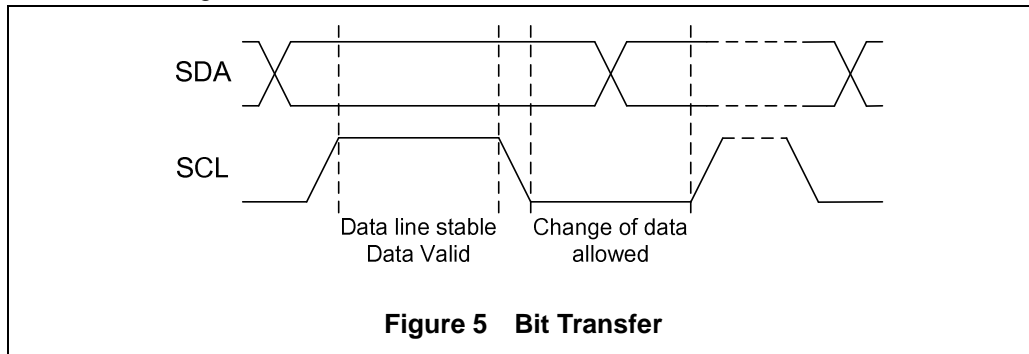 SDA
SCL
Data line stable
Data Valid
Change of data
allowed
Figure 5 Bit Transfer